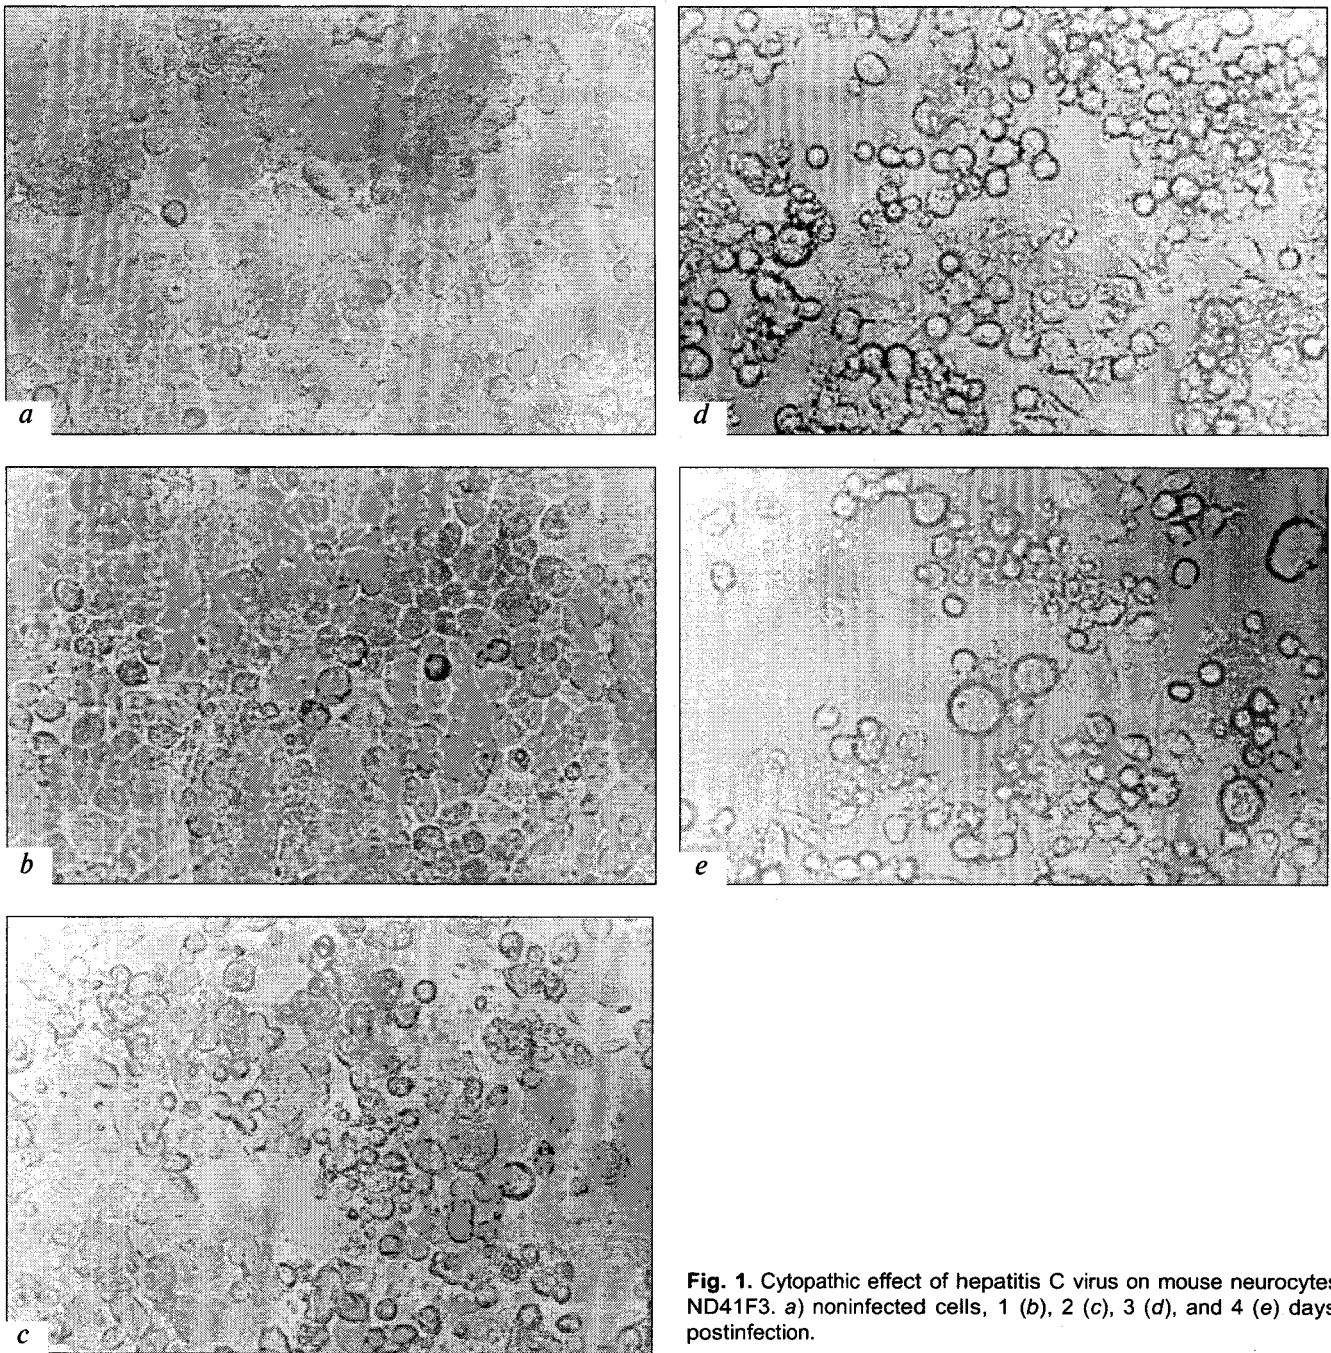 a
d
b
e
c
Fig. 1. Cytopathic effect of hepatitis C virus on mouse neurocytes
ND41F3. a) noninfected cells, 1 (b), 2 (c), 3 (d), and 4 (e) days
postinfection.